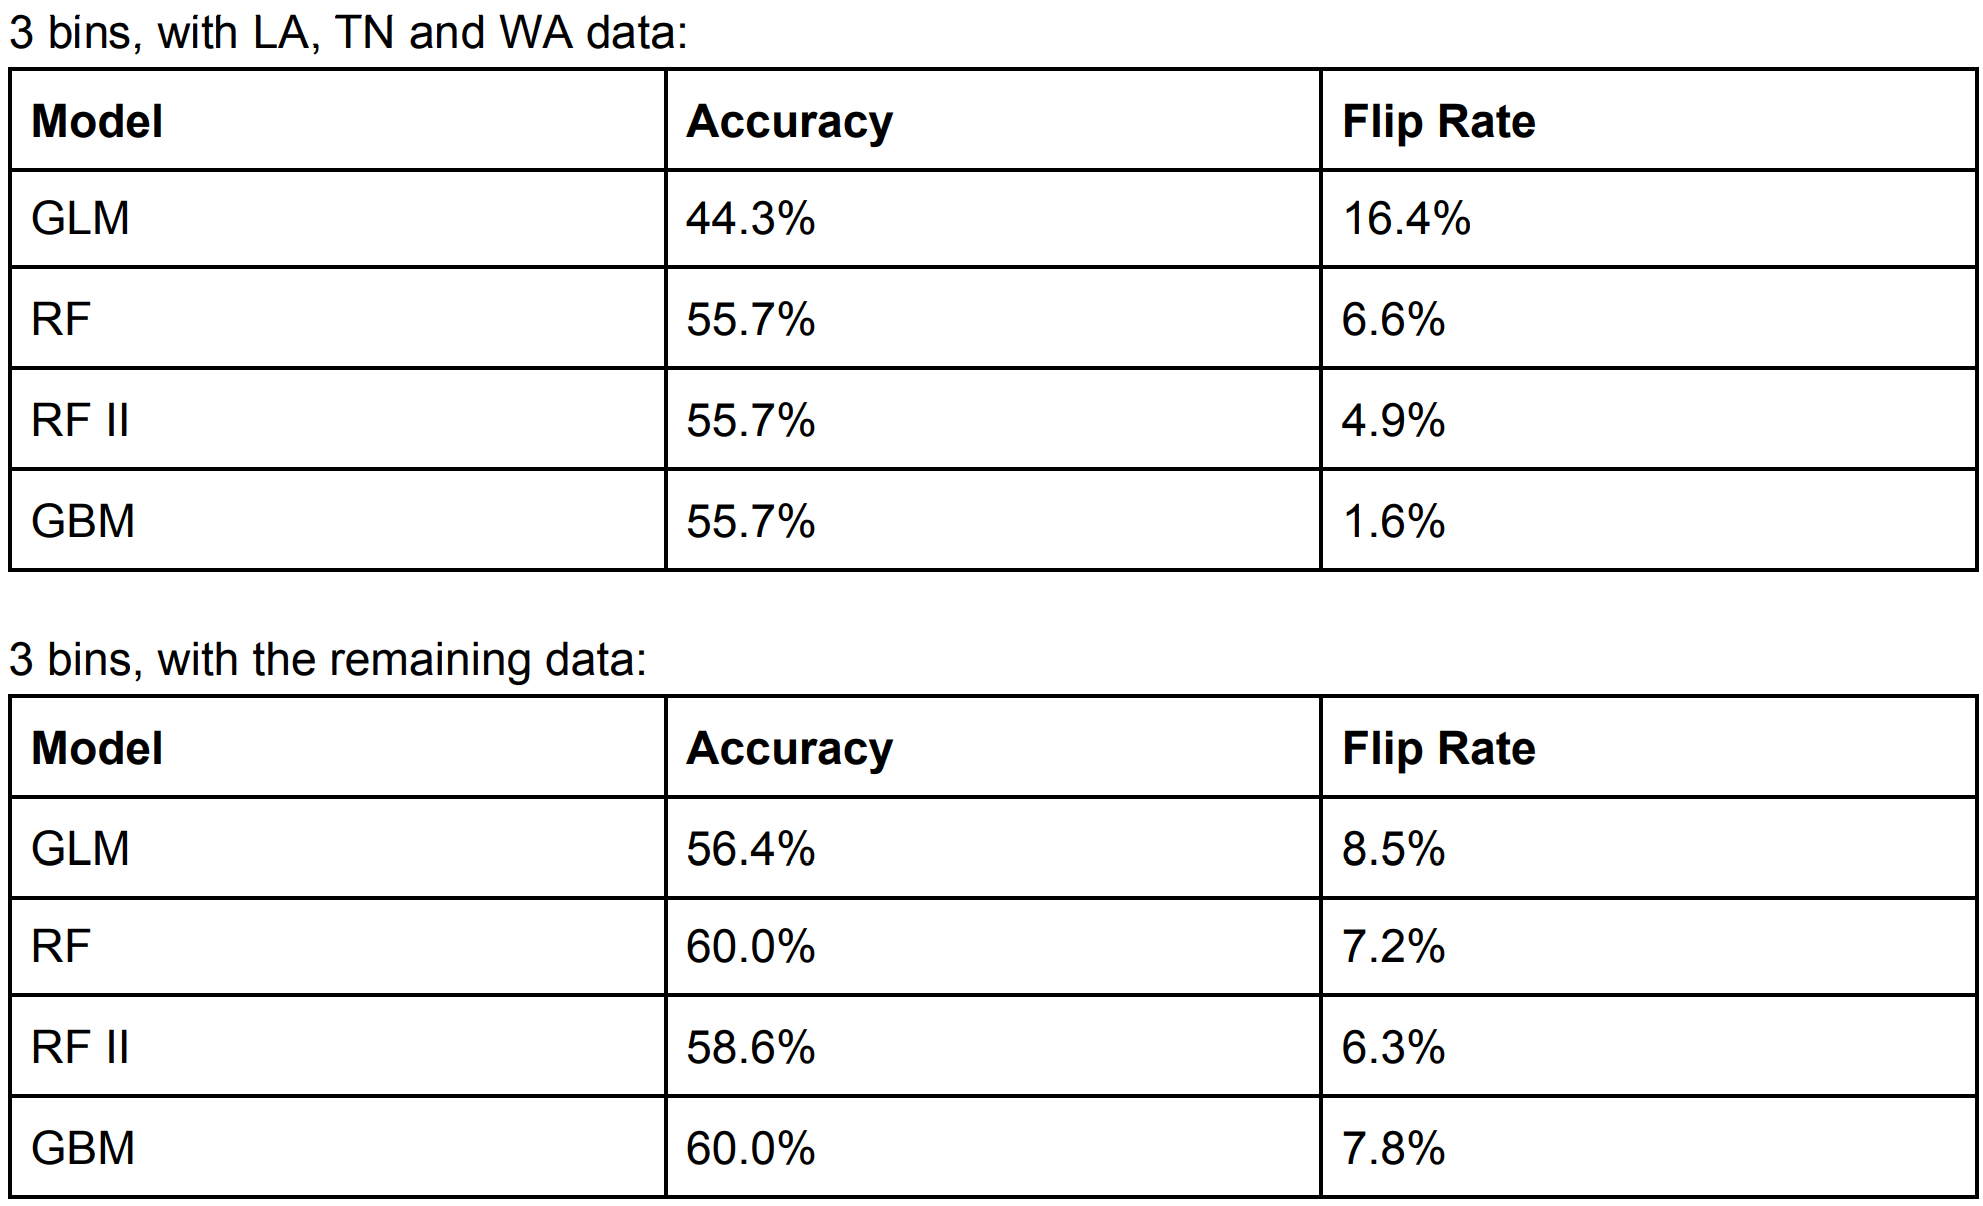 3 bins, with LA, TN and WA data:
Model Accuracy Flip Rate
GLM 44.3% 16.4%
RF 55.7% 6.6%
RF II 55.7% 4.9%
GBM 55.7% 1.6%
3 bins, with the remaining data:
Model Accuracy Flip Rate
GLM 56.4% 8.5%
RF 60.0% 7.2%
RF II 58.6% 6.3%
GBM 60.0% 7.8%